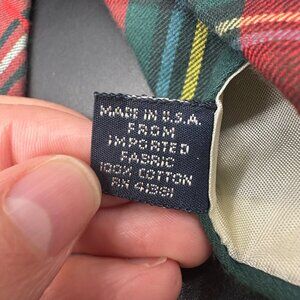 MADE IN U.S.A
FROM
IMPORTED
FABRIC
100% COTTON
RN 41381